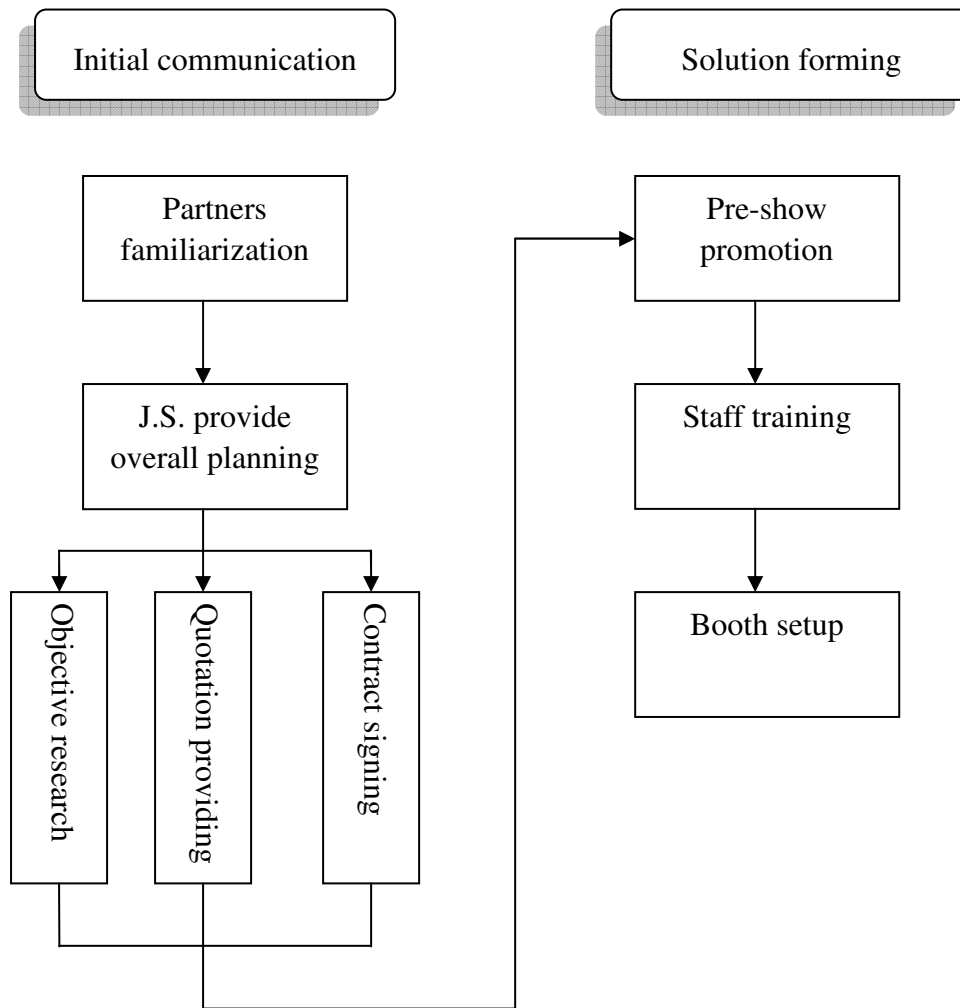 Initial communication
Solution forming
Partners
familiarization
J.S. provide
overall planning
Objective research
Quotation providing
Contract signing
Pre-show
promotion
Staff training
Booth setup